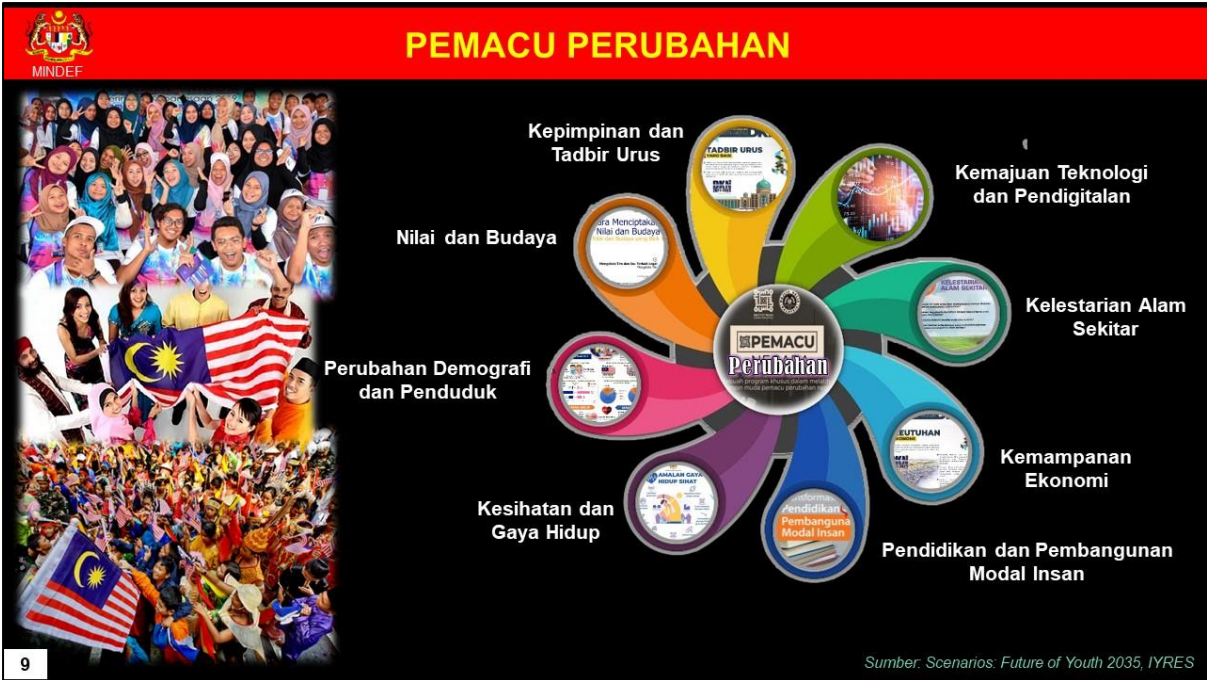 PEMACU PERUBAHAN
MINDEF
Kepimpinan dan
Tadbir Urus
TADBIR URUS
Kemajuan Teknologi
dan Pendigitalan
Nilai dan Budaya
ara Menciptaka
Nilai dan Budaya
Kelestarian Alam
Sekitar
KELESTARIAN
ALAM SEKITAR
PEMACU
Perubahan
Perubahan Demografi
dan Penduduk
Kemampanan
Ekonomi
EUTUHAN
Kesihatan dan
Gaya Hidup
AMALAN GAYA
HIDUP SIHAT
Pendidikan
Pembanguna
Modal Insan
Pendidikan dan Pembangunan
Modal Insan
9
Sumber: Scenarios: Future of Youth 2035, IYRES